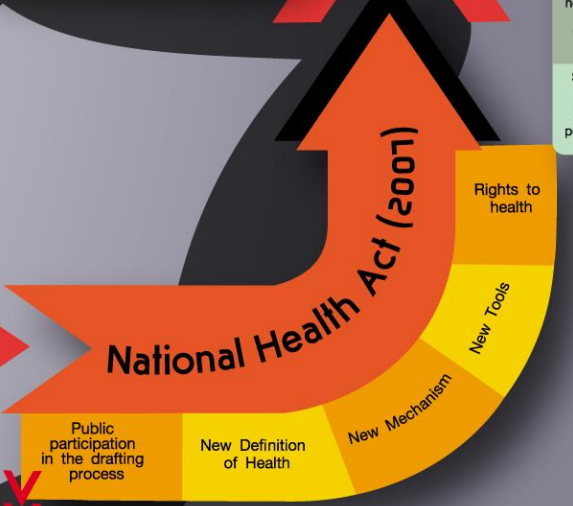 National Health Act (2007)
Rights to
health
New Tools
New Mechanism
New Definition
of Health
Public
participation
in the drafting
process